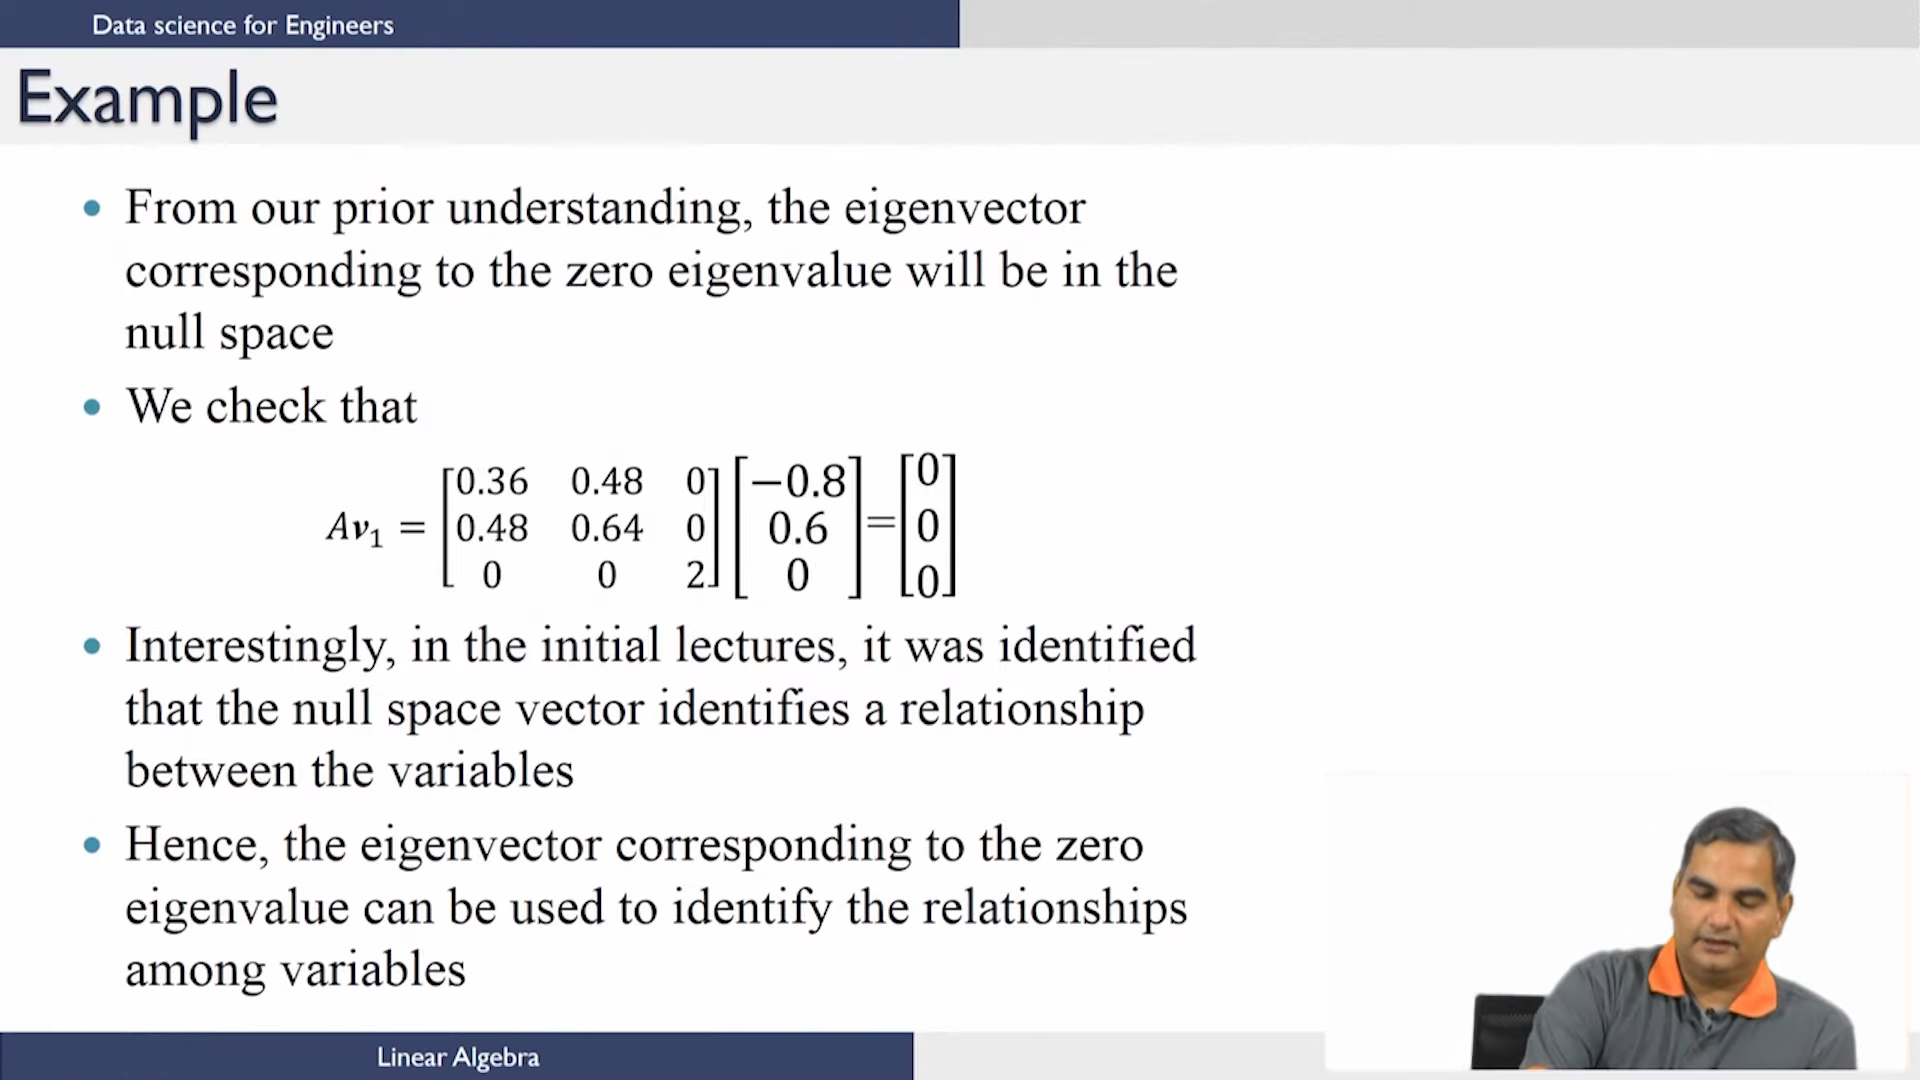 Data science for Engineers
Example
• From our prior understanding, the eigenvector
corresponding to the zero eigenvalue will be in the
null space
• We check that
Av₁ = [0.36 0.48 0; 0.48 0.64 0; 0 0 2] [−0.8; 0.6; 0] = [0; 0; 0]
• Interestingly, in the initial lectures, it was identified
that the null space vector identifies a relationship
between the variables
• Hence, the eigenvector corresponding to the zero
eigenvalue can be used to identify the relationships
among variables
Linear Algebra